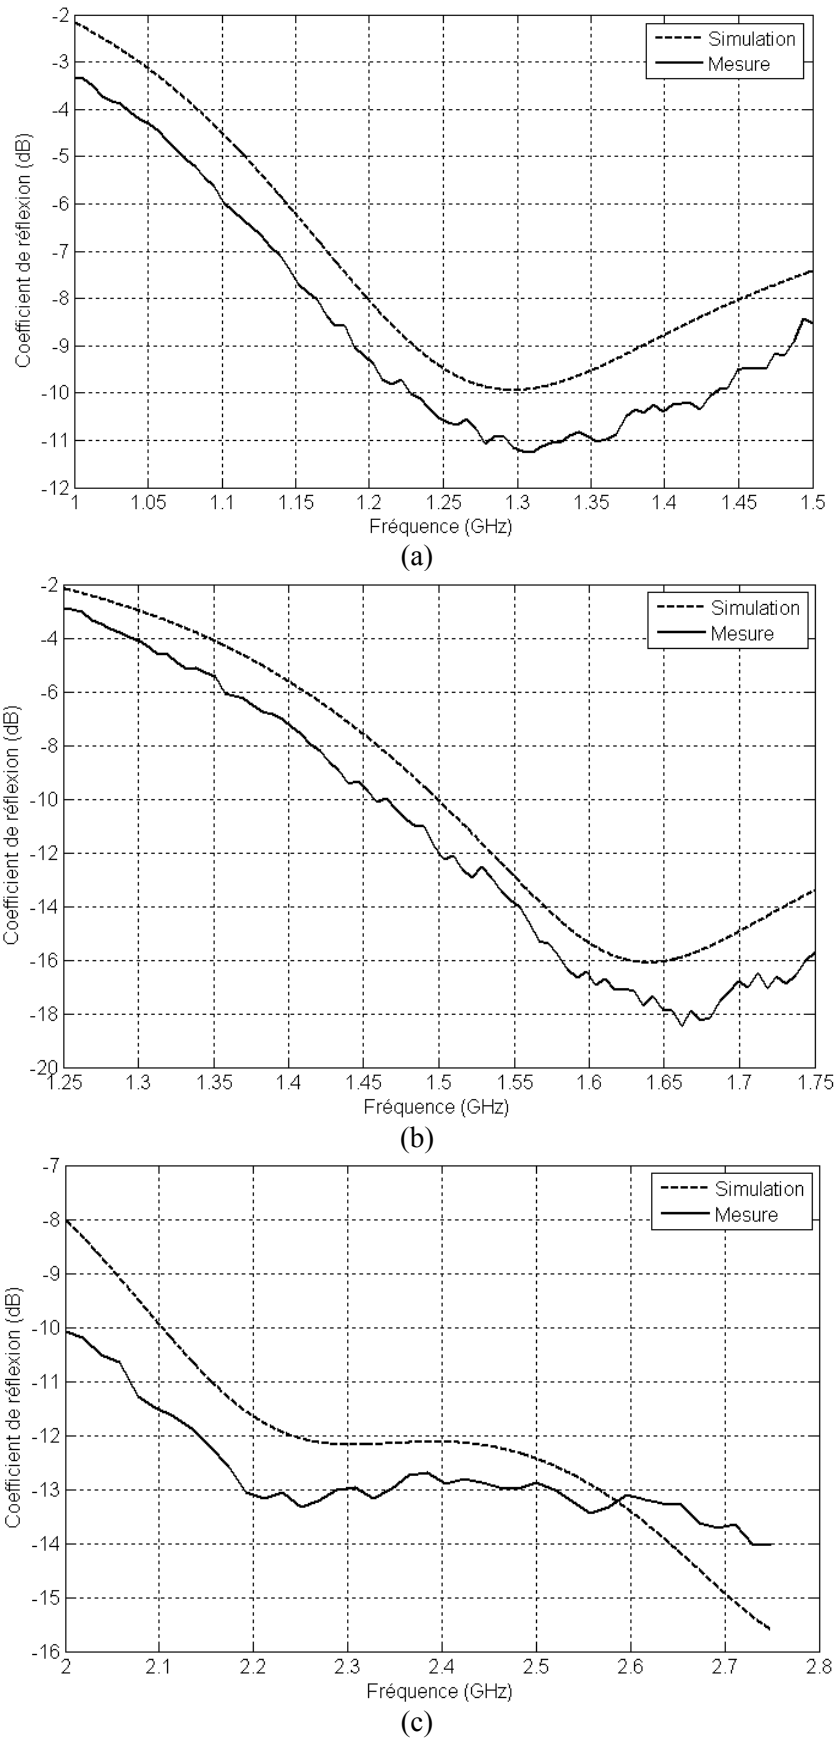 -2
-3
-4
-5
-6
-7
-8
-9
-10
-11
-12
Coefficient de réflexion (dB)
Simulation
Mesure
1 1.05 1.1 1.15 1.2 1.25 1.3 1.35 1.4 1.45 1.5
Fréquence (GHz)
(a)
-2
-4
-6
-8
-10
-12
-14
-16
-18
-20
Coefficient de réflexion (dB)
Simulation
Mesure
1.25 1.3 1.35 1.4 1.45 1.5 1.55 1.6 1.65 1.7 1.75
Fréquence (GHz)
(b)
-7
-8
-9
-10
-11
-12
-13
-14
-15
-16
Coefficient de réflexion (dB)
Simulation
Mesure
2 2.1 2.2 2.3 2.4 2.5 2.6 2.7 2.8
Fréquence (GHz)
(c)